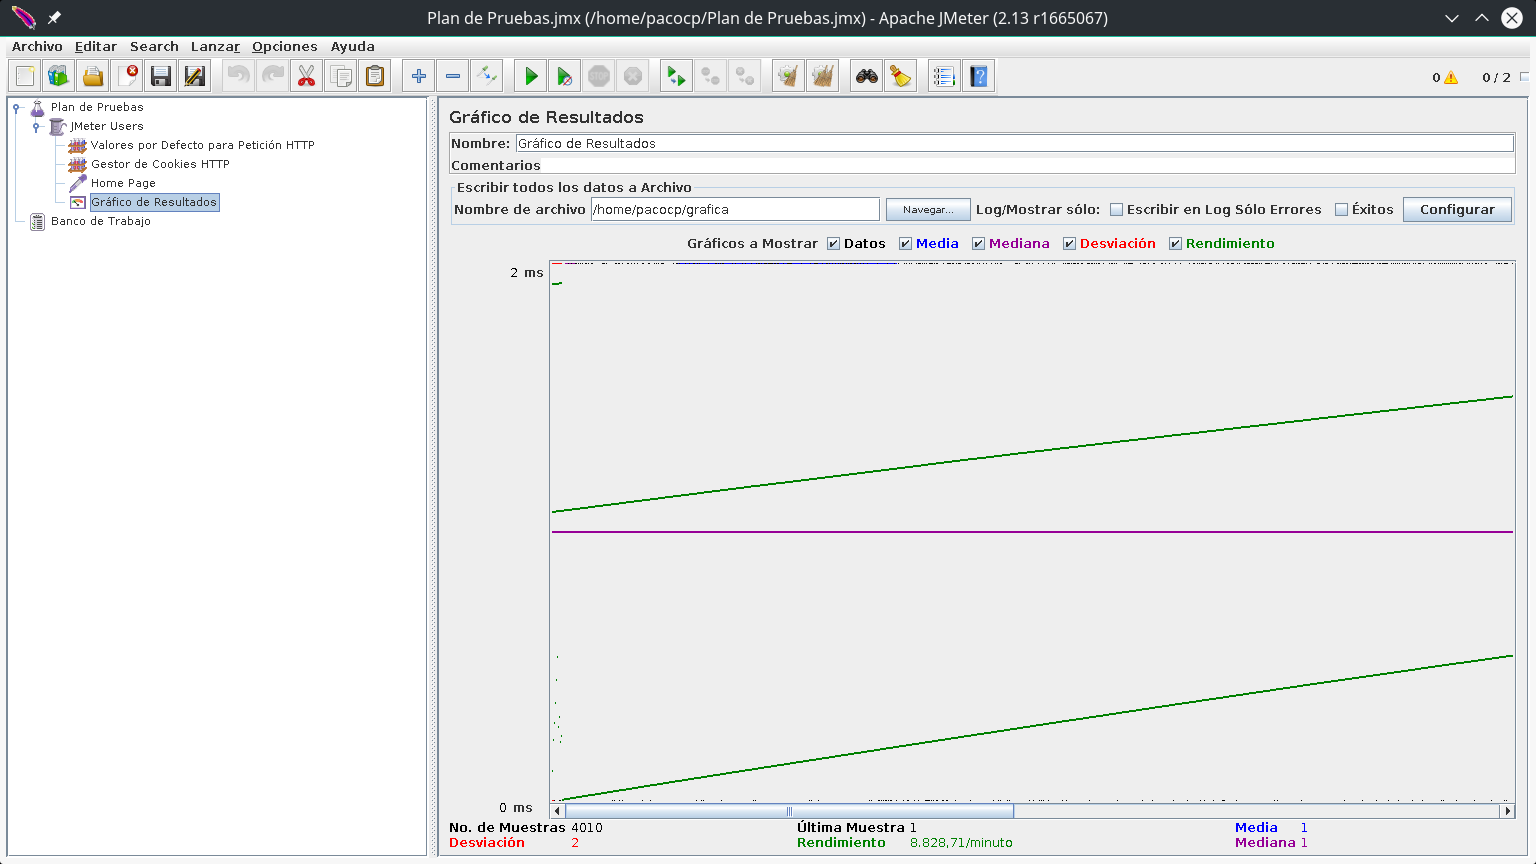 Plan de Pruebas.jmx (/home/pacocp/Plan de Pruebas.jmx) - Apache JMeter (2.13 r1665067)
Archivo Editar Search Lanzar Opciones Ayuda
0 0 / 2
Plan de Pruebas
JMeter Users
Valores por Defecto para Petición HTTP
Gestor de Cookies HTTP
Home Page
Gráfico de Resultados
Banco de Trabajo
Gráfico de Resultados
Nombre: Gráfico de Resultados
Comentarios
Escribir todos los datos a Archivo
Nombre de archivo /home/pacocp/grafica Navegar... Log/Mostrar sólo: Escribir en Log Sólo Errores Éxitos Configurar
Gráficos a Mostrar Datos Media Mediana Desviación Rendimiento
2 ms
0 ms
No. de Muestras 4010 Última Muestra 1 Media 1
Desviación 2 Rendimiento 8.828,71/minuto Mediana 1